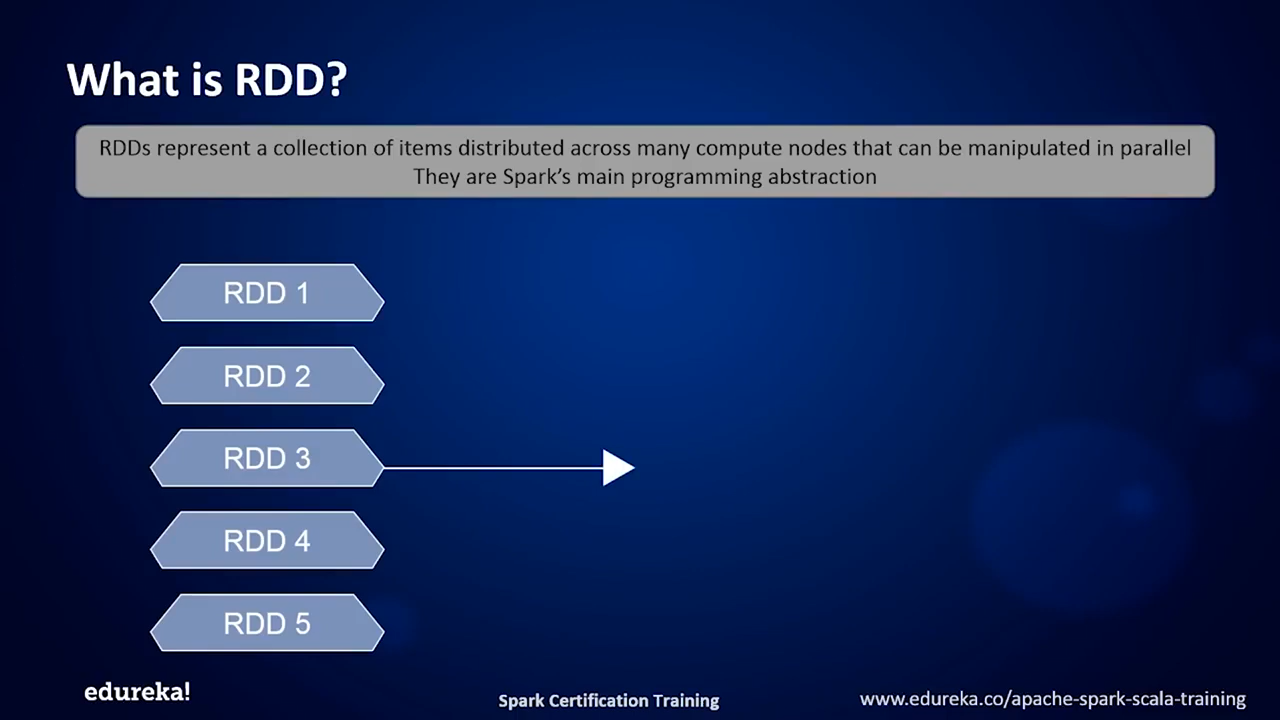 What is RDD?
RDDs represent a collection of items distributed across many compute nodes that can be manipulated in parallel
They are Spark’s main programming abstraction
RDD 1
RDD 2
RDD 3
RDD 4
RDD 5
edureka!
Spark Certification Training
www.edureka.co/apache-spark-scala-training